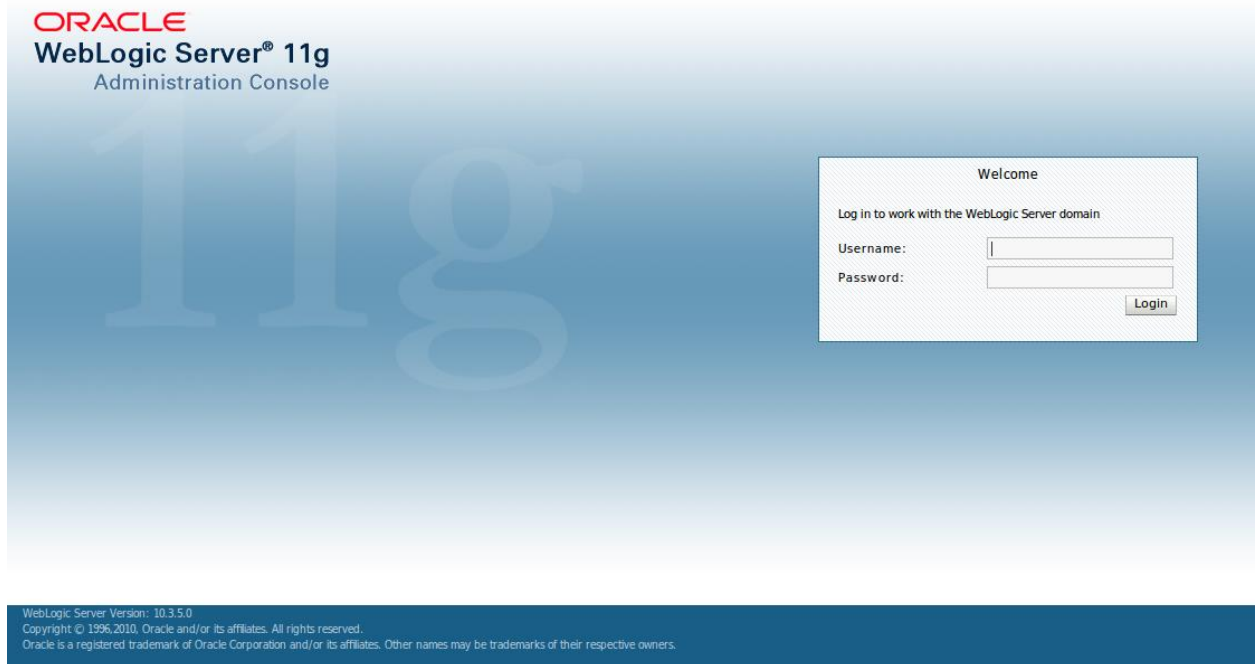 ORACLE
WebLogic Server® 11g
Administration Console
11g
Welcome
Log in to work with the WebLogic Server domain
Username:
Password:
Login
WebLogic Server Version: 10.3.5.0
Copyright © 1996,2010, Oracle and/or its affiliates. All rights reserved.
Oracle is a registered trademark of Oracle Corporation and/or its affiliates. Other names may be trademarks of their respective owners.